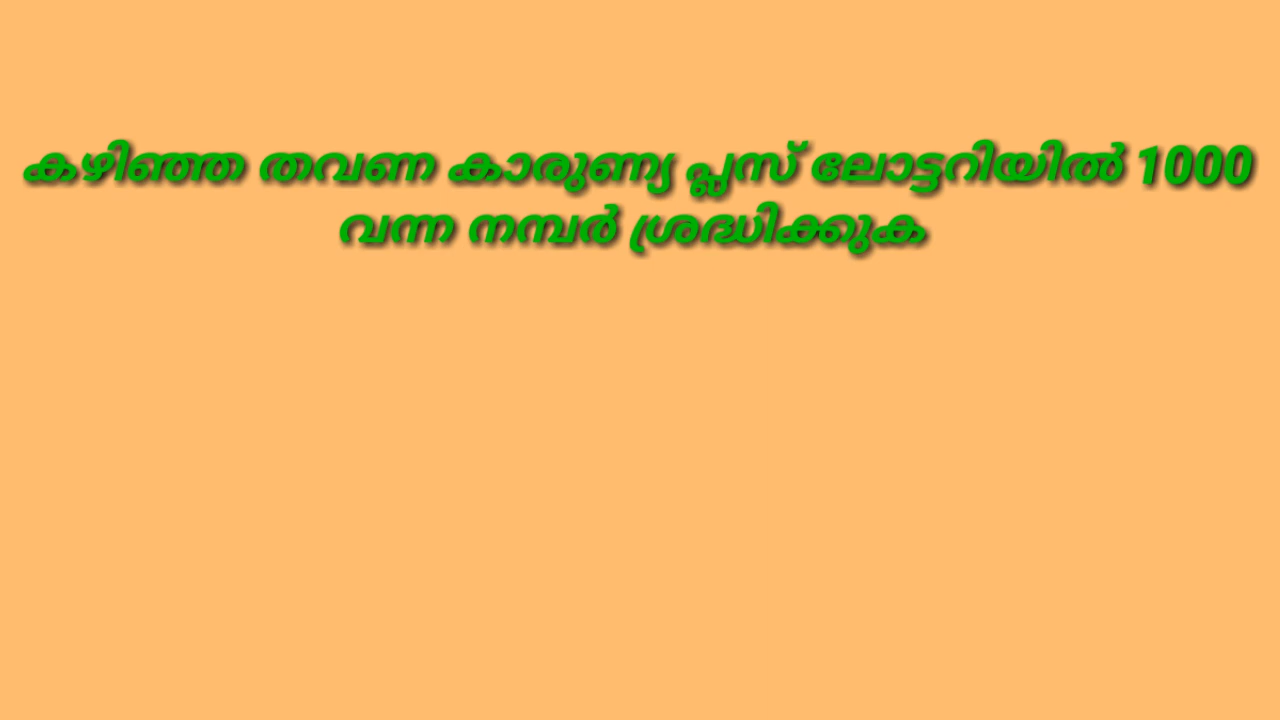 കഴിഞ്ഞ തവണ കാരുണ്യ പ്ലസ് ലോട്ടറിയിൽ 1000
വന്ന നമ്പർ ശ്രദ്ധിക്കുക